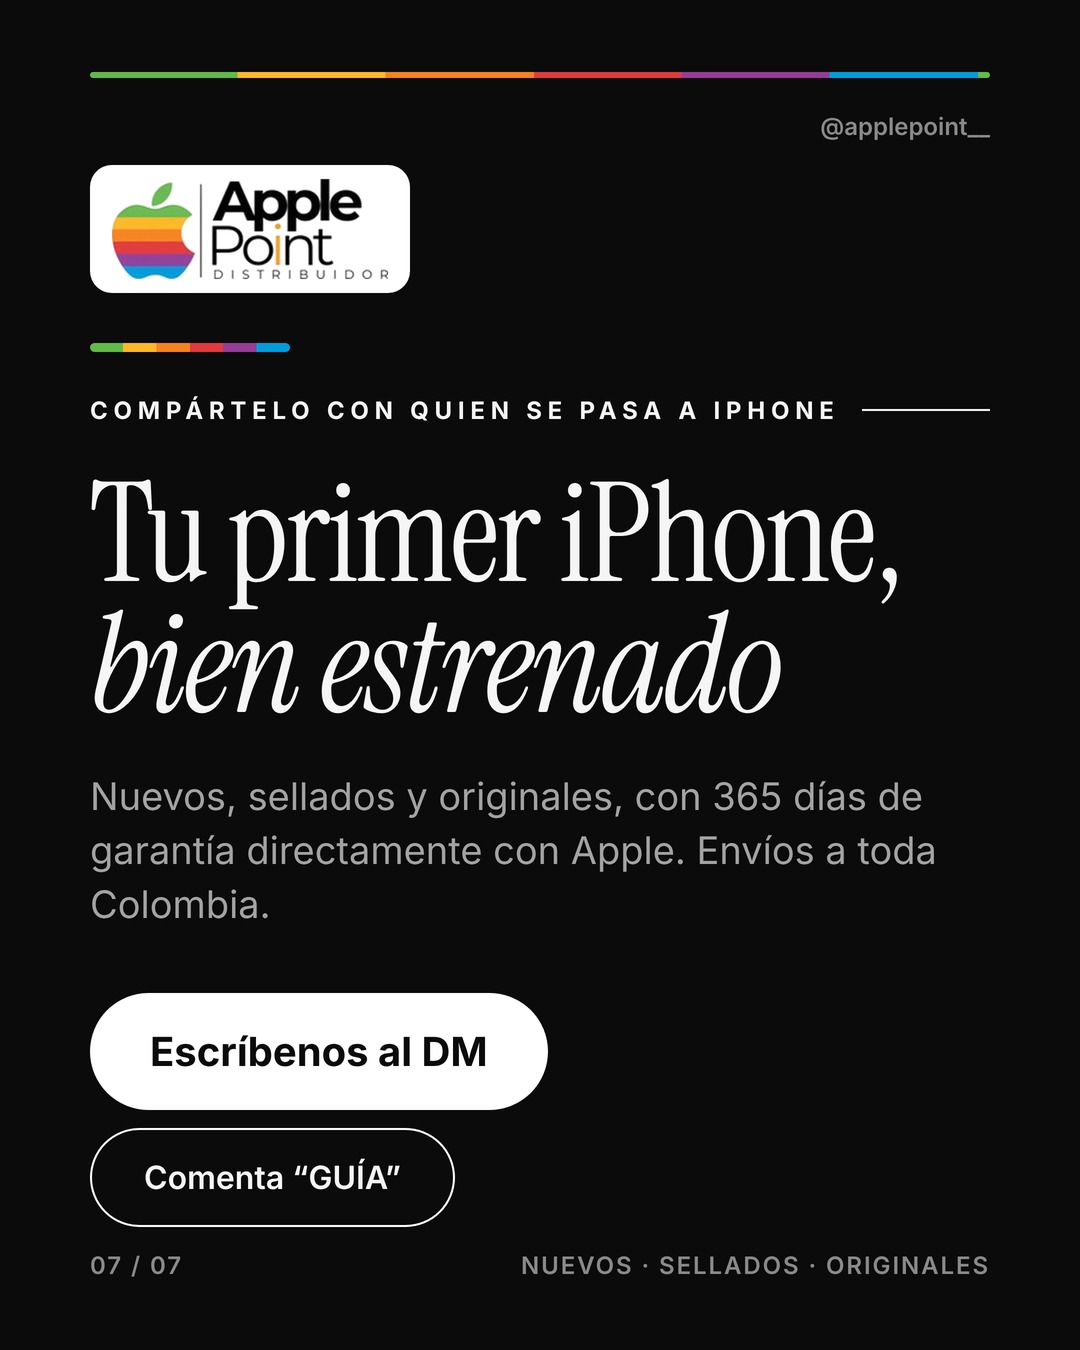 @applepoint__
Apple
Point
DISTRIBUIDOR
COMPÁRTELO CON QUIEN SE PASA A IPHONE
Tu primer iPhone,
bien estrenado
Nuevos, sellados y originales, con 365 días de
garantía directamente con Apple. Envíos a toda
Colombia.
Escríbenos al DM
Comenta “GUÍA”
07 / 07
NUEVOS · SELLADOS · ORIGINALES